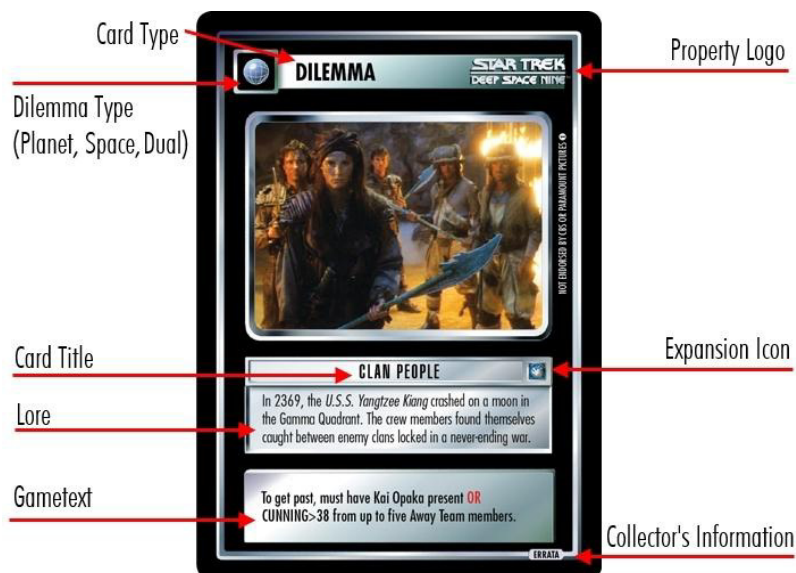 Card Type
Property Logo
DILEMMA
STAR TREK
DEEP SPACE NINE
Dilemma Type
(Planet, Space, Dual)
NOT ENDORSED BY CBS OR PARAMOUNT PICTURES
Card Title
Expansion Icon
CLAN PEOPLE
Lore
In 2369, the U.S.S. Yangtzee Kiang crashed on a moon in
the Gamma Quadrant. The crew members found themselves
caught between enemy clans locked in a never-ending war.
Gametext
To get past, must have Kai Opaka present OR
CUNNING>38 from up to five Away Team members.
Collector's Information
ERRATA